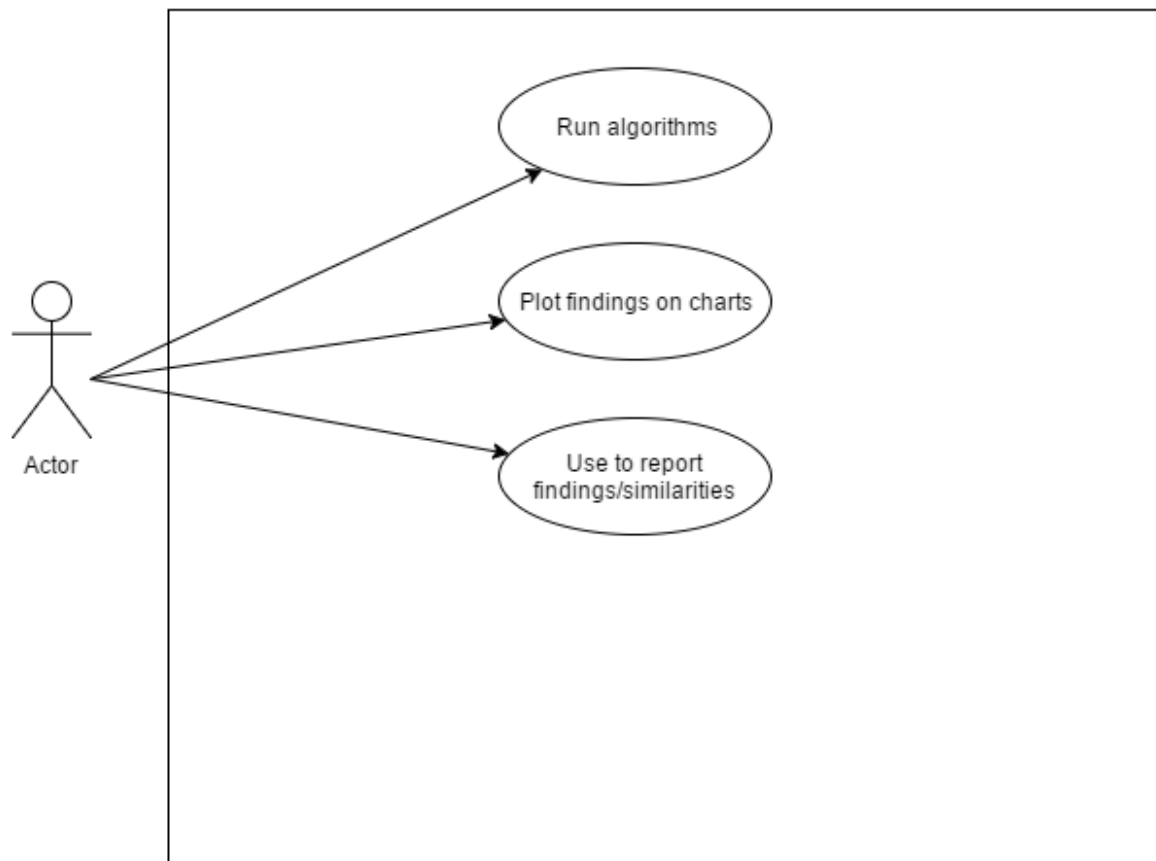 Run algorithms
Plot findings on charts
Actor
Use to report
findings/similarities